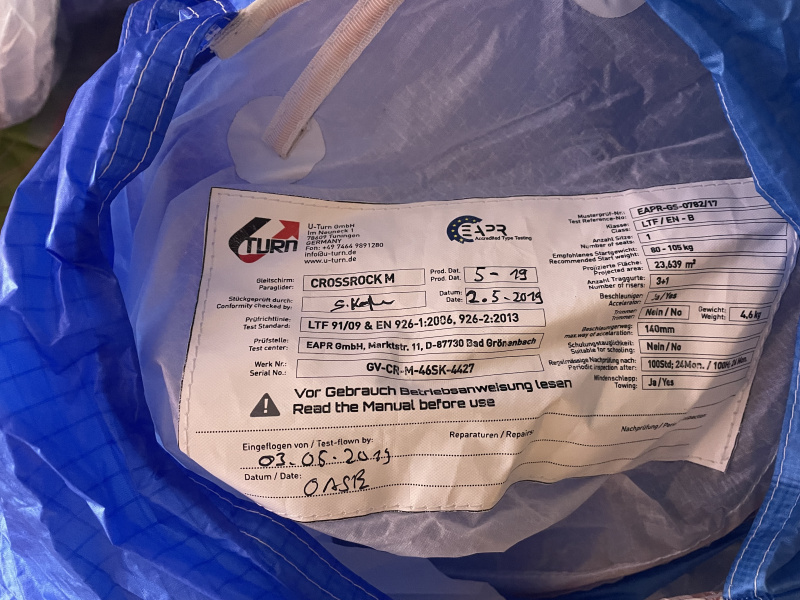 TURN
U-Turn GmbH
Im Neuneck 1
78609 Tuningen
GERMANY
Fon: +49 7464 9891280
info@u-turn.de
www.u-turn.de
EAPR
Accredited Type Testing
Gleitschirm:
Paraglider:
CROSSROCK M
Prod. Dat.
Prod. Dat.
5 - 19
Stückgeprüft durch:
Conformity checked by:
Datum:
Date:
2.5-2019
Prüfrichtlinie:
Test Standard:
LTF 91/09 & EN 926-1:2006, 926-2:2013
Prüfstelle:
Test center:
EAPR GmbH, Marktstr. 11, D-87730 Bad Grönenbach
Werk Nr.:
Serial No.:
GV-CR-M-46SK-4427
Vor Gebrauch Betriebsanweisung lesen
Read the Manual before use
Musterprüf-Nr.:
Test Reference-No.:
EAPR-GS-0782/17
Klasse:
Class:
LTF / EN - B
Anzahl Sitze:
Number of seats:
1
Empfohlanes Startgewicht:
Recommended Start weight:
80 - 105 kg
Projizierte Fläche:
Projected area:
23,639 m²
Anzahl Traggurte:
Number of risers:
3+1
Beschleuniger:
Acceleration:
Ja / Yes
Trimmer:
Trimmer:
Nein / No
Gewicht:
Weight:
4,6 kg
Beschleunigerweg:
max.way of acceleration:
140mm
Schulungstauglichkeit:
Suitable for schooling:
Nein / No
Regelmässige Nachprüfung nach:
Periodic inspection after:
100Std; 24Mon. / 100H; 24 Mon.
Windenschlepp:
Towing:
Ja / Yes
Eingeflogen von / Test-flown by:
03.05.2019
Datum / Date:
Reparaturen / Repairs:
Nachprüfung /